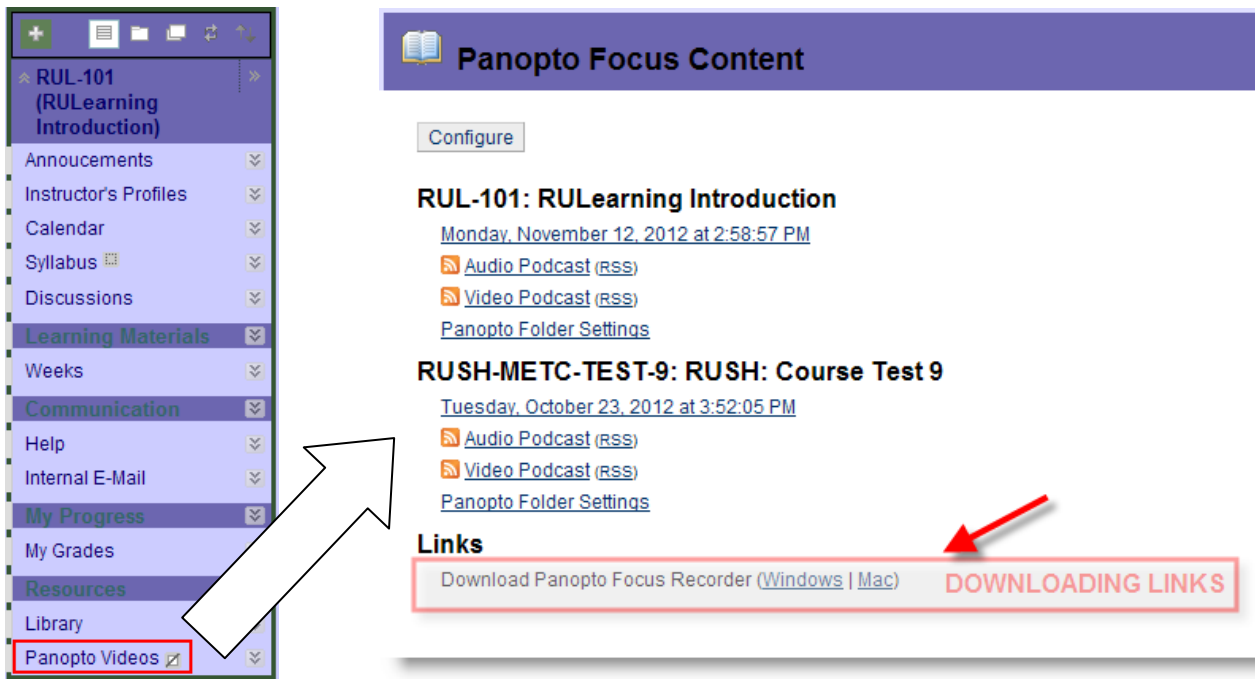 RUL-101
(RULearning
Introduction)
Annoucements
Instructor's Profiles
Calendar
Syllabus
Discussions
Learning Materials
Weeks
Communication
Help
Internal E-Mail
My Progress
My Grades
Resources
Library
Panopto Videos
Panopto Focus Content
Configure
RUL-101: RULearning Introduction
Monday, November 12, 2012 at 2:58:57 PM
Audio Podcast (RSS)
Video Podcast (RSS)
Panopto Folder Settings
RUSH-METC-TEST-9: RUSH: Course Test 9
Tuesday, October 23, 2012 at 3:52:05 PM
Audio Podcast (RSS)
Video Podcast (RSS)
Panopto Folder Settings
Links
Download Panopto Focus Recorder (Windows | Mac) DOWNLOADING LINKS